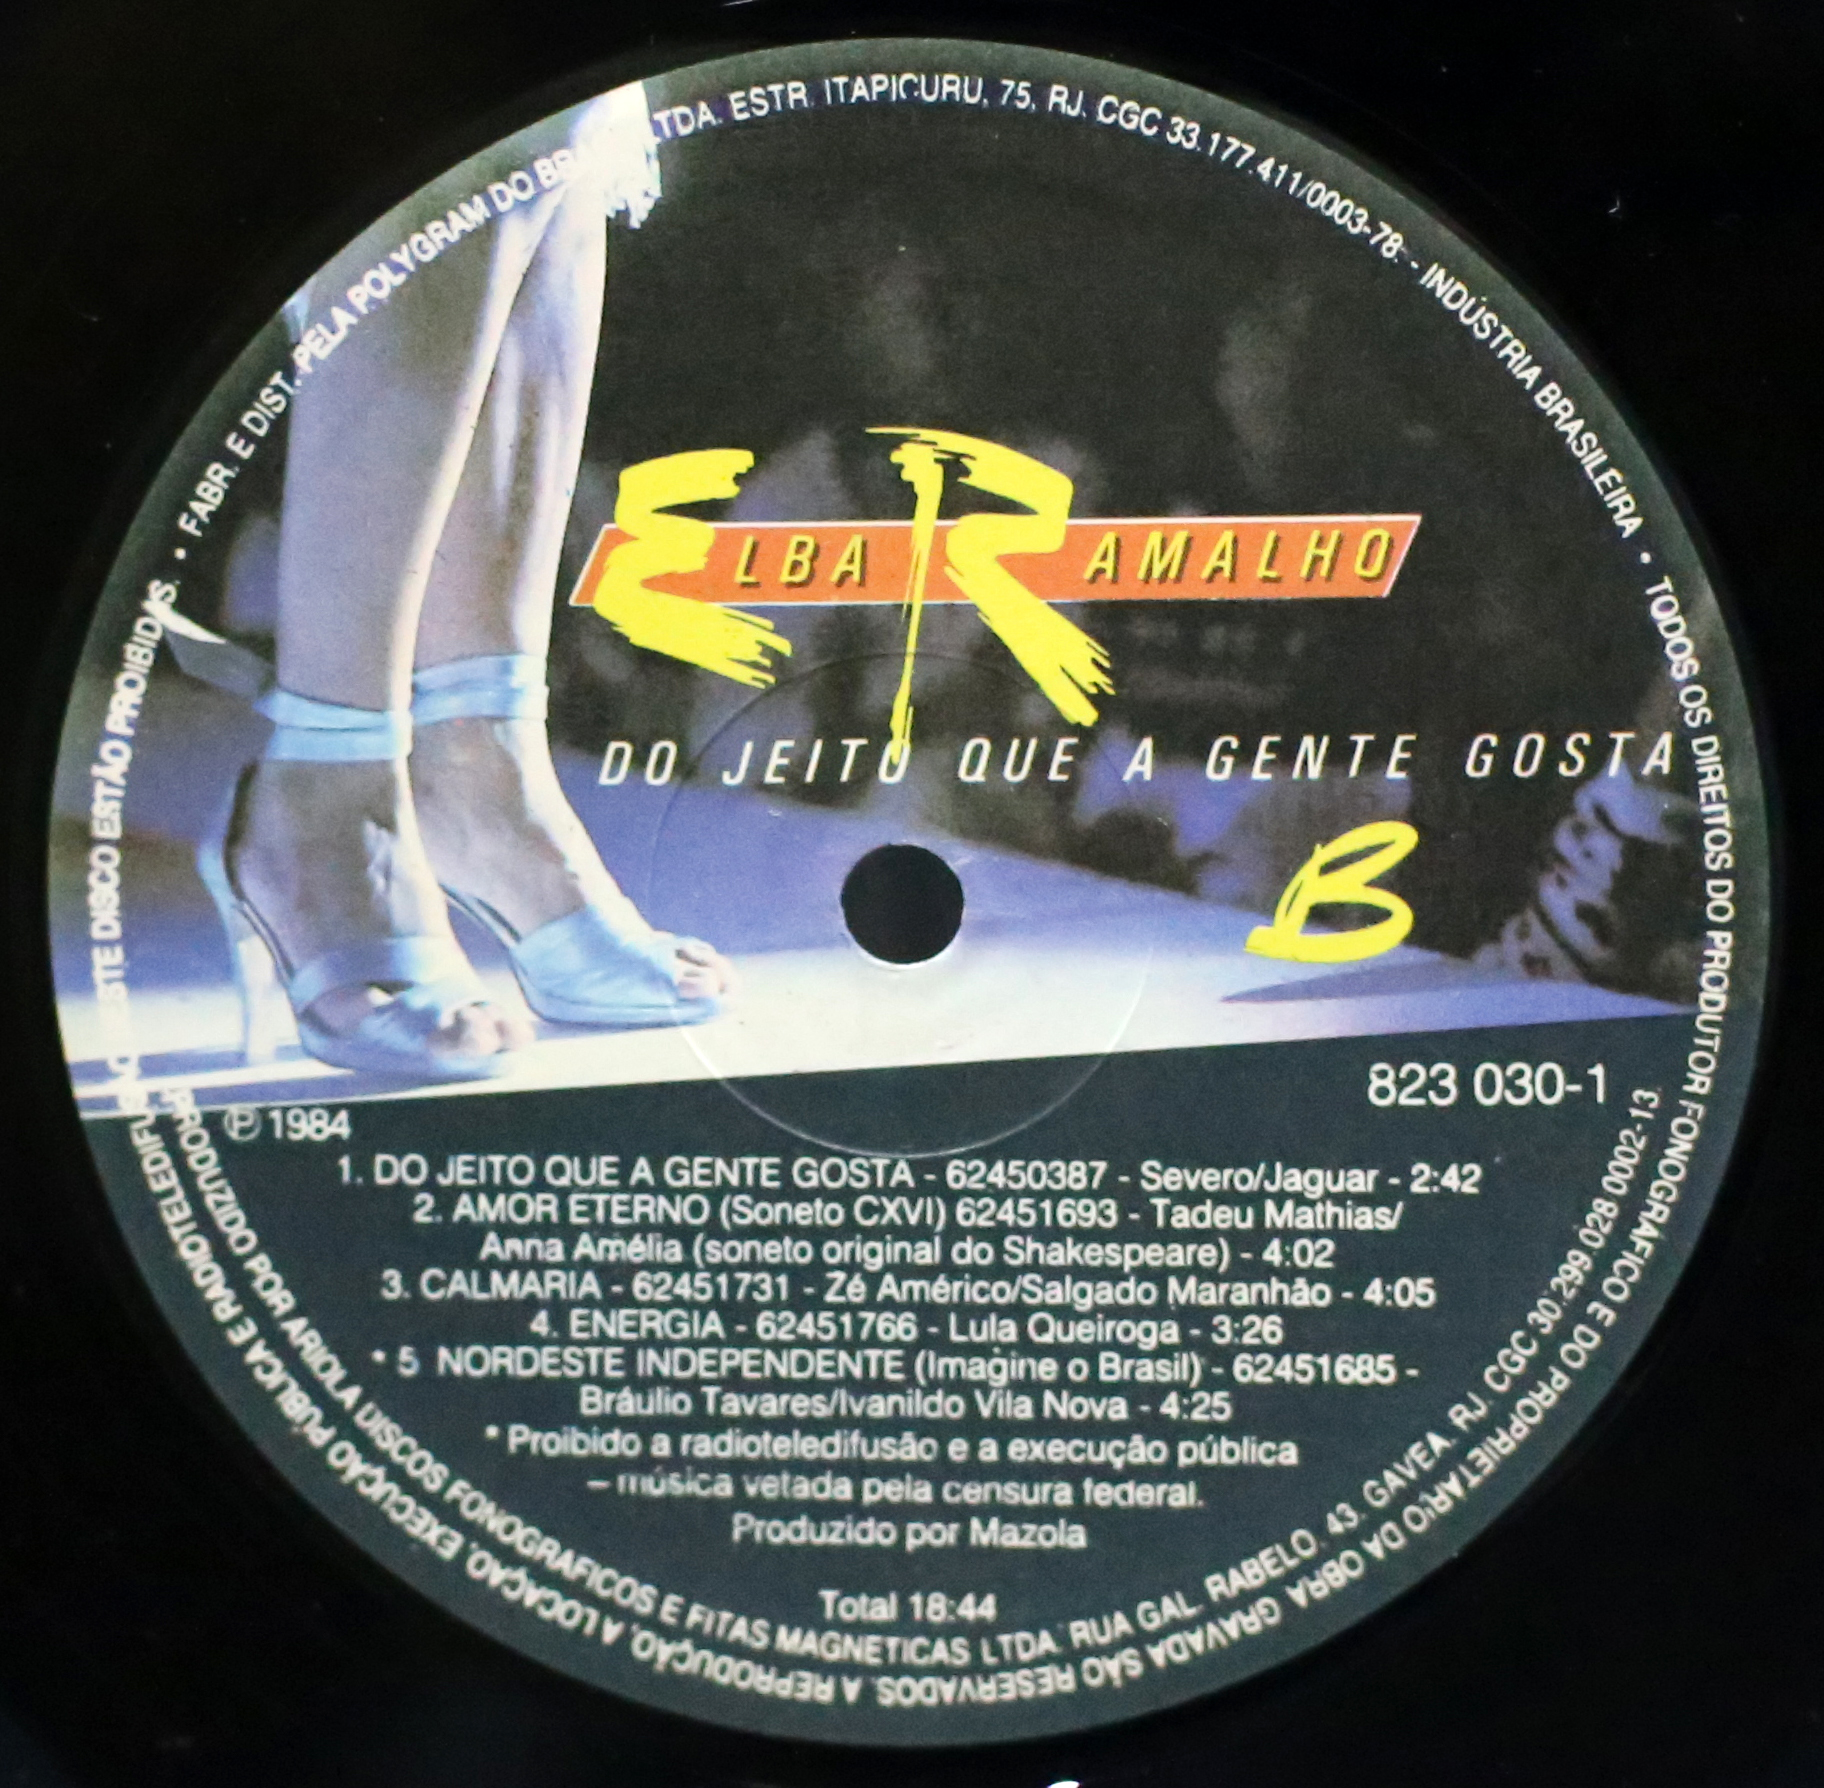 • FABR. E DIST. PELA POLYGRAM DO BRASIL LTDA. ESTR. ITAPICURU, 75, RJ. CGC 33.177.411/0003-78. - INDÚSTRIA BRASILEIRA •
TODOS OS DIREITOS DO PRODUTOR FONOGRÁFICO E DO PROPRIETÁRIO DA OBRA GRAVADA SÃO RESERVADOS. A REPRODUÇÃO, A LOCAÇÃO, EXECUÇÃO PÚBLICA E RADIOTELEDIFUSÃO DESTE DISCO ESTÃO PROIBIDAS.
ELBA RAMALHO
DO JEITO QUE A GENTE GOSTA
B
823 030-1
Ⓟ 1984
1. DO JEITO QUE A GENTE GOSTA - 62450387 - Severo/Jaguar - 2:42
2. AMOR ETERNO (Soneto CXVI) 62451693 - Tadeu Mathias/
Anna Amélia (soneto original do Shakespeare) - 4:02
3. CALMARIA - 62451731 - Zé Américo/Salgado Maranhão - 4:05
4. ENERGIA - 62451766 - Lula Queiroga - 3:26
* 5 NORDESTE INDEPENDENTE (Imagine o Brasil) - 62451685 -
Bráulio Tavares/Ivanildo Vila Nova - 4:25
* Proibido a radioteledifusão e a execução pública
– música vetada pela censura federal.
Produzido por Mazola
Total 18:44
PRODUZIDO POR ARIOLA DISCOS FONOGRAFICOS E FITAS MAGNETICAS LTDA. RUA GAL. RABELO, 43. GAVEA. RJ. CGC 30.299.028 0002-13.